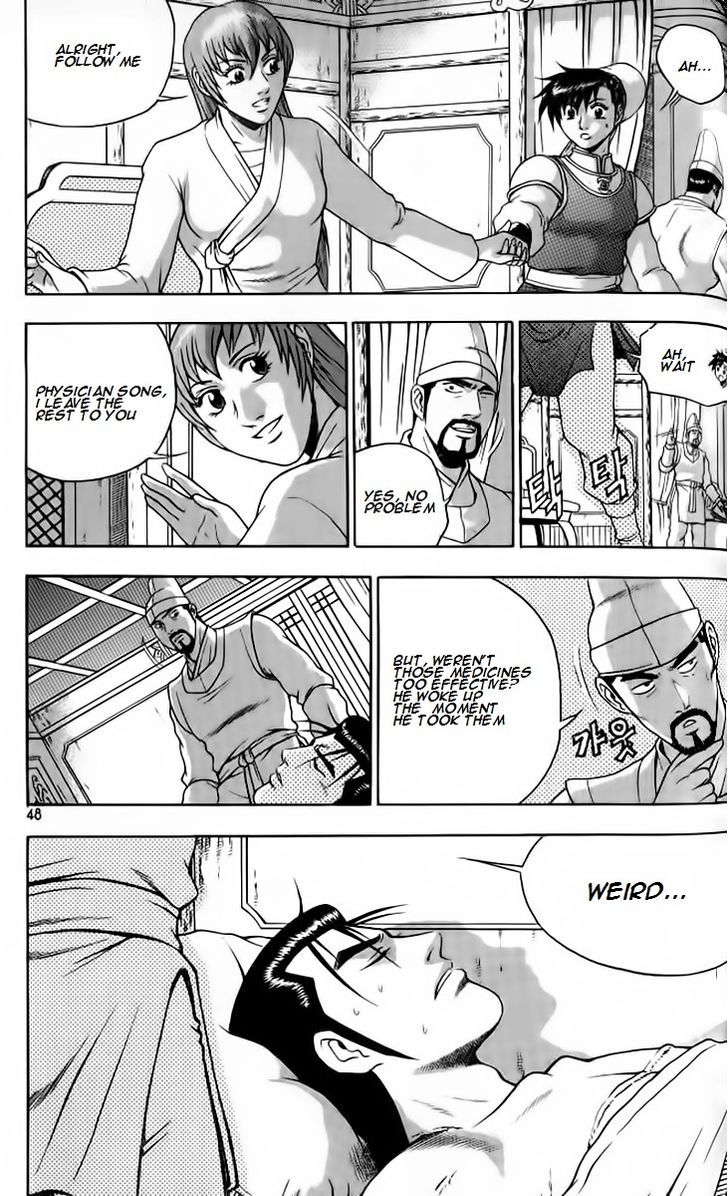 ALRIGHT,
FOLLOW ME
AH...
PHYSICIAN SONG,
I LEAVE THE
REST TO YOU
YES, NO
PROBLEM
AH,
WAIT
탁
탁
BUT, WEREN'T
THOSE MEDICINES
TOO EFFECTIVE?
HE WOKE UP
THE MOMENT
HE TOOK THEM
갸웃
48
WEIRD...